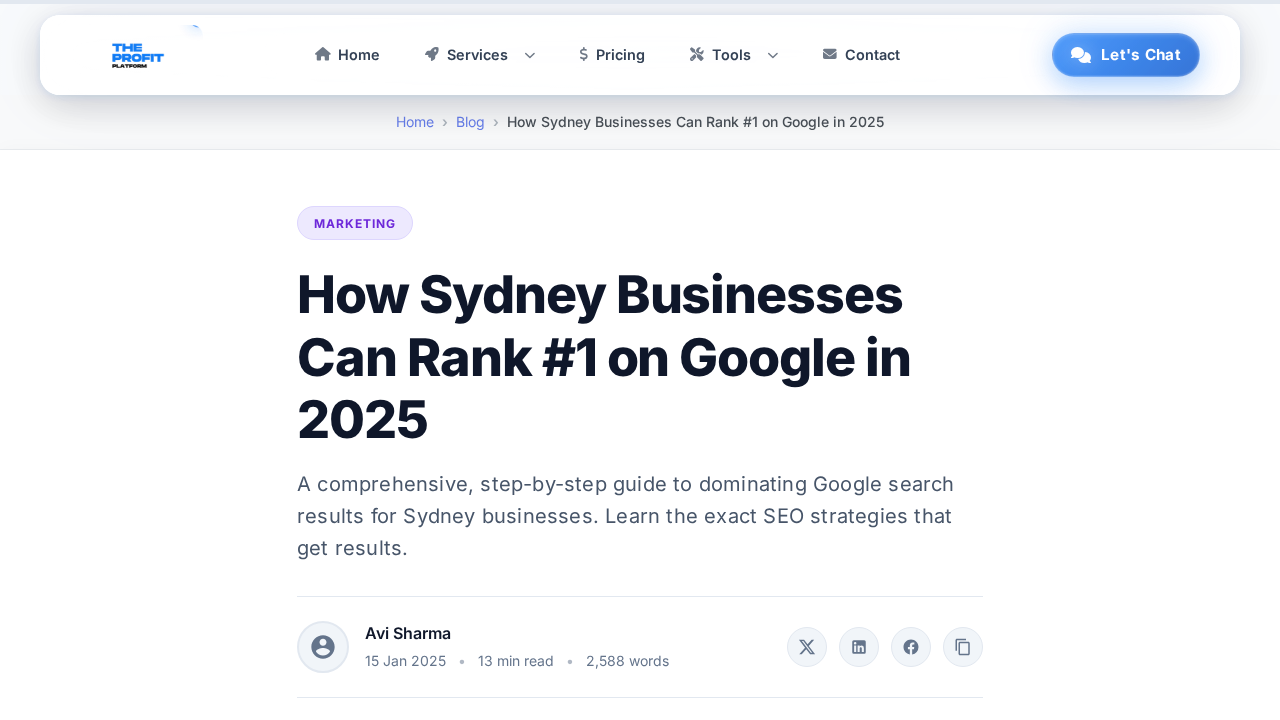 THE
PROFIT
PLATFORM
Home
Services
Pricing
Tools
Contact
Let's Chat
Home › Blog › How Sydney Businesses Can Rank #1 on Google in 2025
MARKETING
How Sydney Businesses
Can Rank #1 on Google in
2025
A comprehensive, step-by-step guide to dominating Google search
results for Sydney businesses. Learn the exact SEO strategies that
get results.
Avi Sharma
15 Jan 2025 • 13 min read • 2,588 words